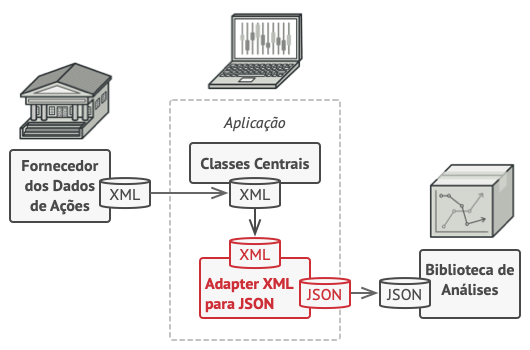 Aplicação
Fornecedor
dos Dados
de Ações
XML
Classes Centrais
XML
XML
Adapter XML
para JSON
JSON
JSON
Biblioteca de
Análises